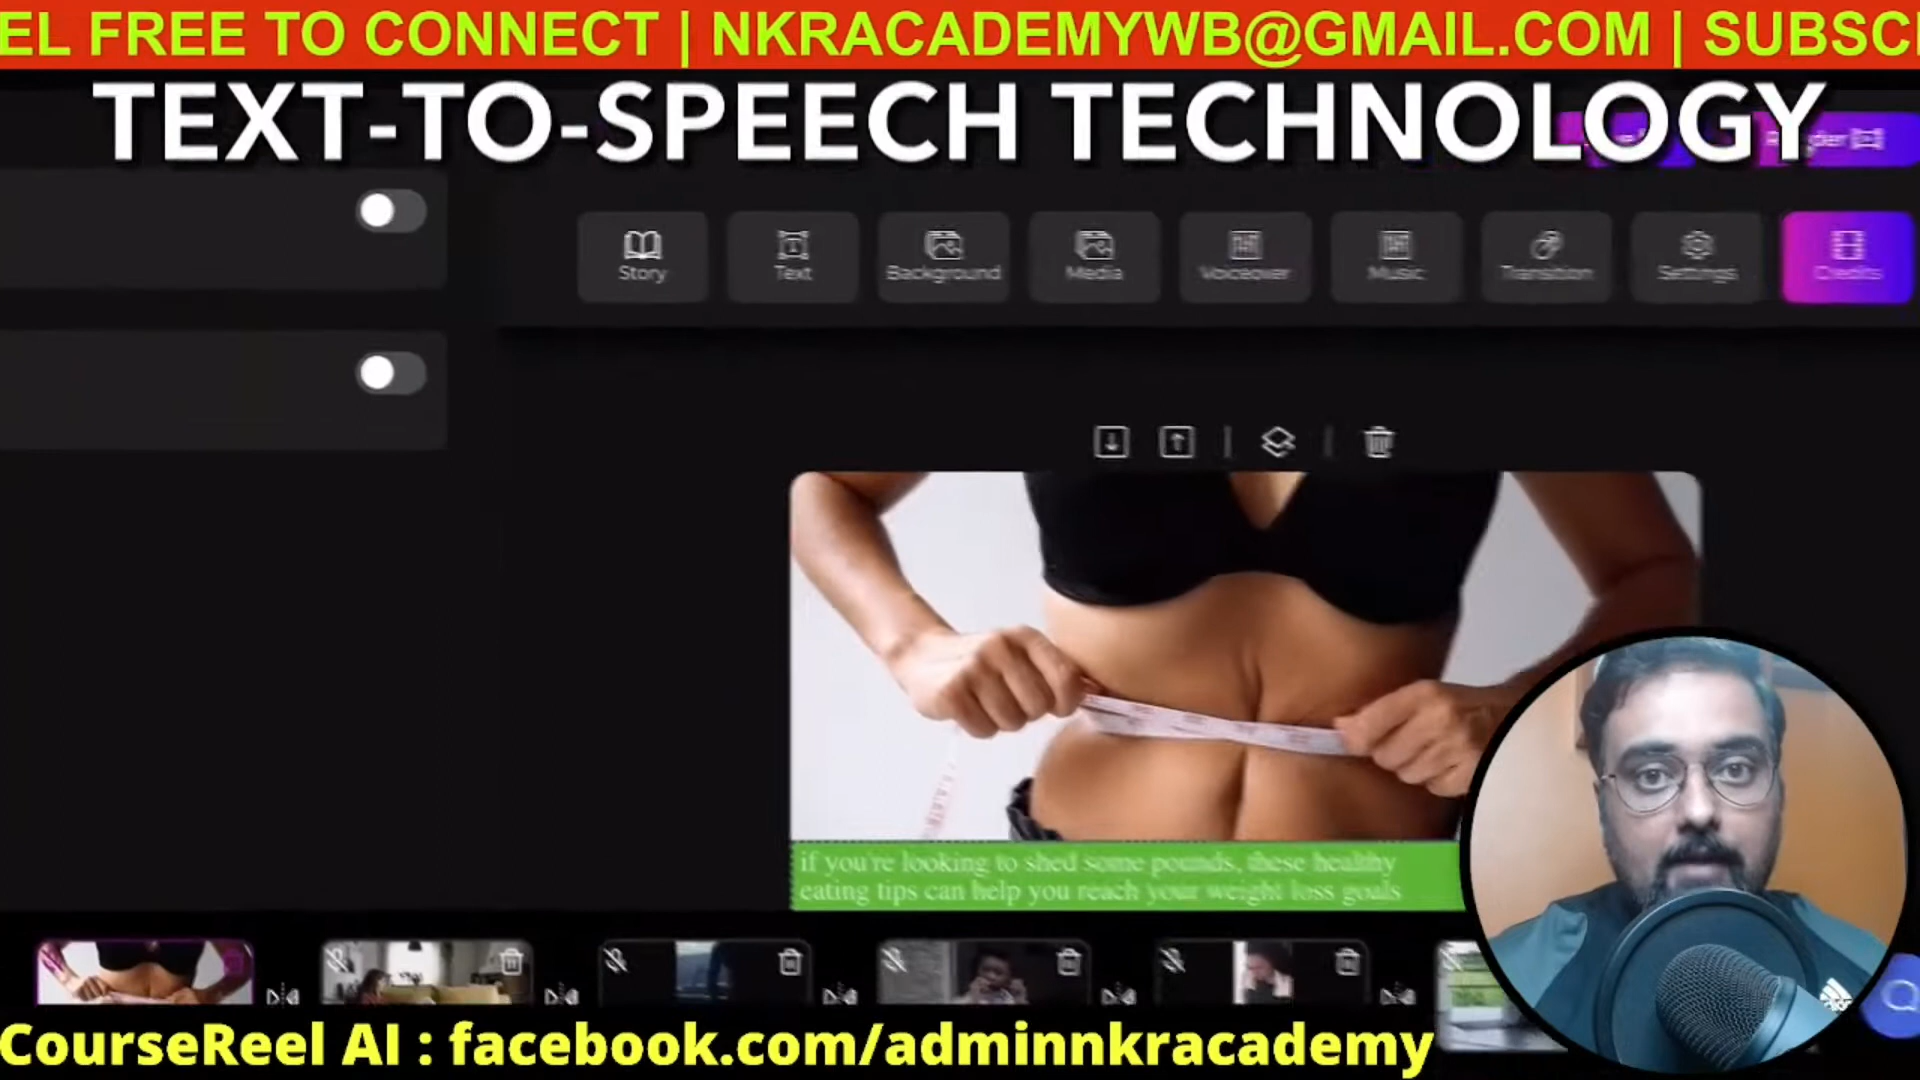 EL FREE TO CONNECT | NKRACADEMYWB@GMAIL.COM | SUBSC
TEXT-TO-SPEECH TECHNOLOGY
Story
Text
Background
Media
Voiceover
Music
Transition
Settings
Credits
if you're looking to shed some pounds, these healthy
eating tips can help you reach your weight loss goals
CourseReel AI : facebook.com/adminnkracademy